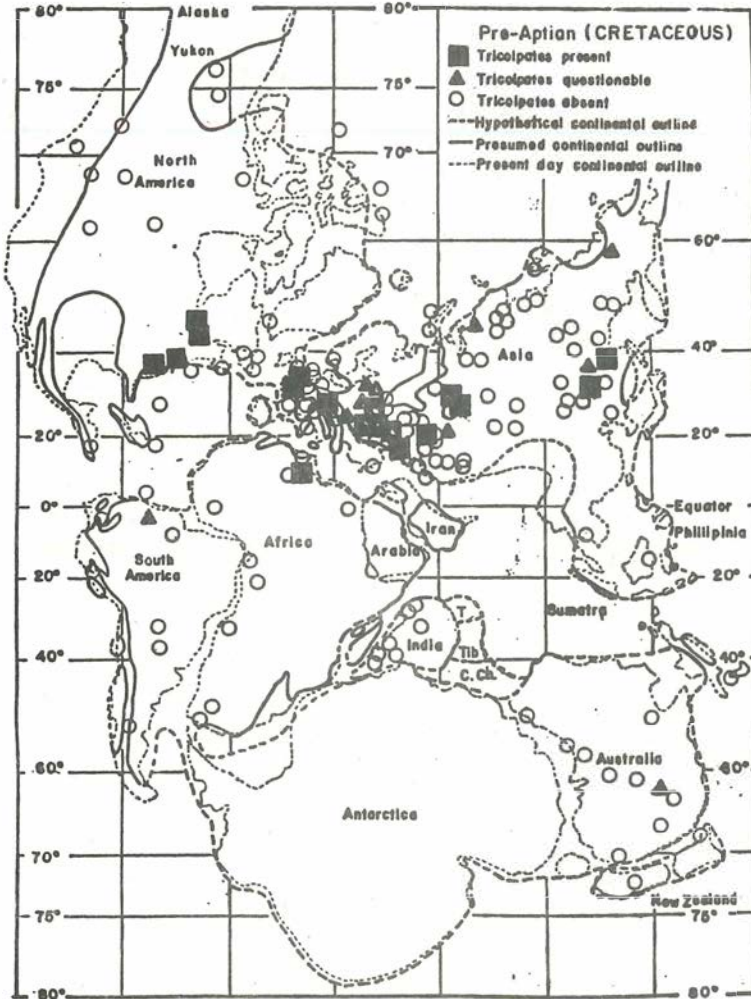 Pre-Aptian (CRETACEOUS)
Tricolpates present
Tricolpates questionable
Tricolpates absent
Hypothetical continental outline
Presumed continental outline
Present day continental outline
80°
Alaska
80°
Yukon
75°
75°
North
America
70°
60°
Asia
40°
20°
20°
0°
Equator
Phillipinia
Africa
Arabia
Iran
South
America
20°
20°
Sumatra
T.
India
Tib.
C. Ch.
40°
40°
Australia
60°
60°
Antarctica
70°
70°
New Zealand
75°
75°
80°
80°